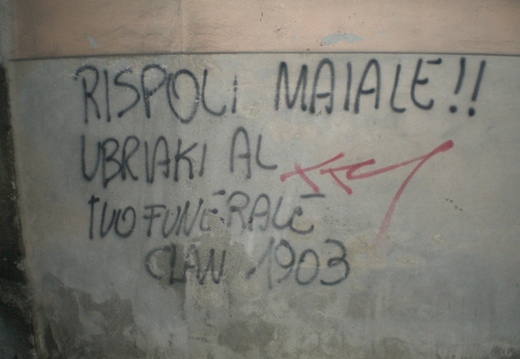 RISPOLI MAIALE!!
UBRIAKI AL
TUO FUNERALE
CLAN 1903